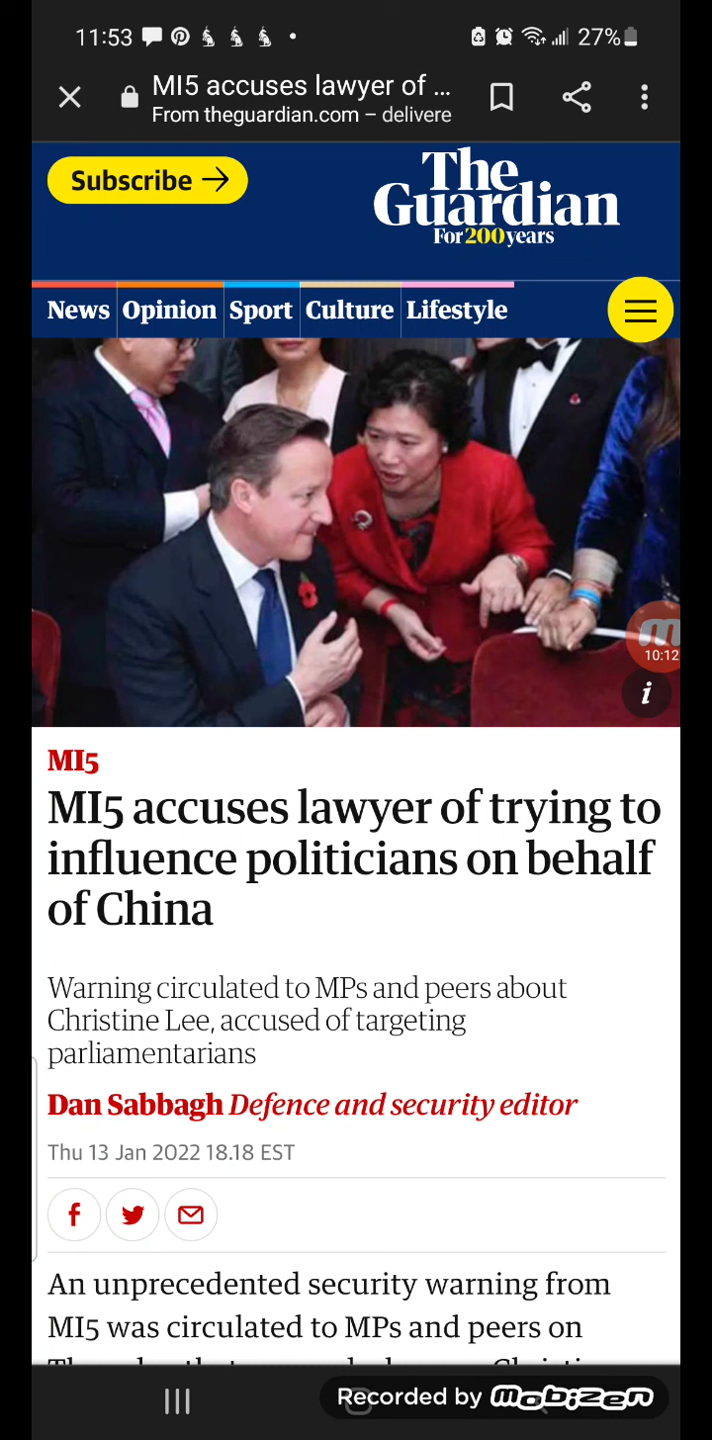 11:53
27%
MI5 accuses lawyer of ...
From theguardian.com – delivere
Subscribe
The
Guardian
For200years
News Opinion Sport Culture Lifestyle
10:12
i
MI5
MI5 accuses lawyer of trying to
influence politicians on behalf
of China
Warning circulated to MPs and peers about
Christine Lee, accused of targeting
parliamentarians
Dan Sabbagh Defence and security editor
Thu 13 Jan 2022 18.18 EST
An unprecedented security warning from
MI5 was circulated to MPs and peers on
Recorded by mobizen